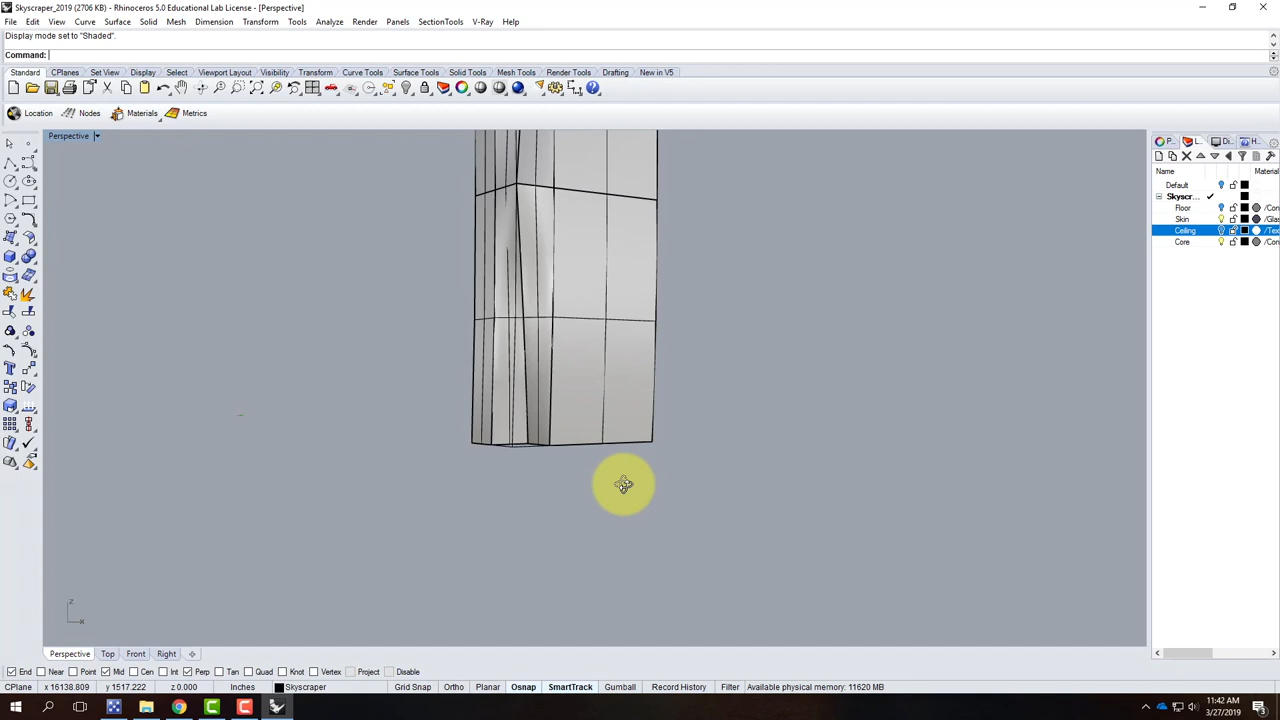 Skyscraper_2019 (2706 KB) - Rhinoceros 5.0 Educational Lab License - [Perspective]
File Edit View Curve Surface Solid Mesh Dimension Transform Tools Analyze Render Panels SectionTools V-Ray Help
Display mode set to "Shaded".
Command:
Standard CPlanes Set View Display Select Viewport Layout Visibility Transform Curve Tools Surface Tools Solid Tools Mesh Tools Render Tools Drafting New in V5
Location Nodes Materials Metrics
Perspective
P... L... Di... H...
Name Material
Default
Skyscr...
Floor /Con
Skin /Glas
Ceiling /Tex
Core /Con
z
x
Perspective Top Front Right
End Near Point Mid Cen Int Perp Tan Quad Knot Vertex Project Disable
CPlane x 16138.809 y 1517.222 z 0.000 Inches Skyscraper Grid Snap Ortho Planar Osnap SmartTrack Gumball Record History Filter Available physical memory: 11620 MB
11:42 AM
3/27/2019